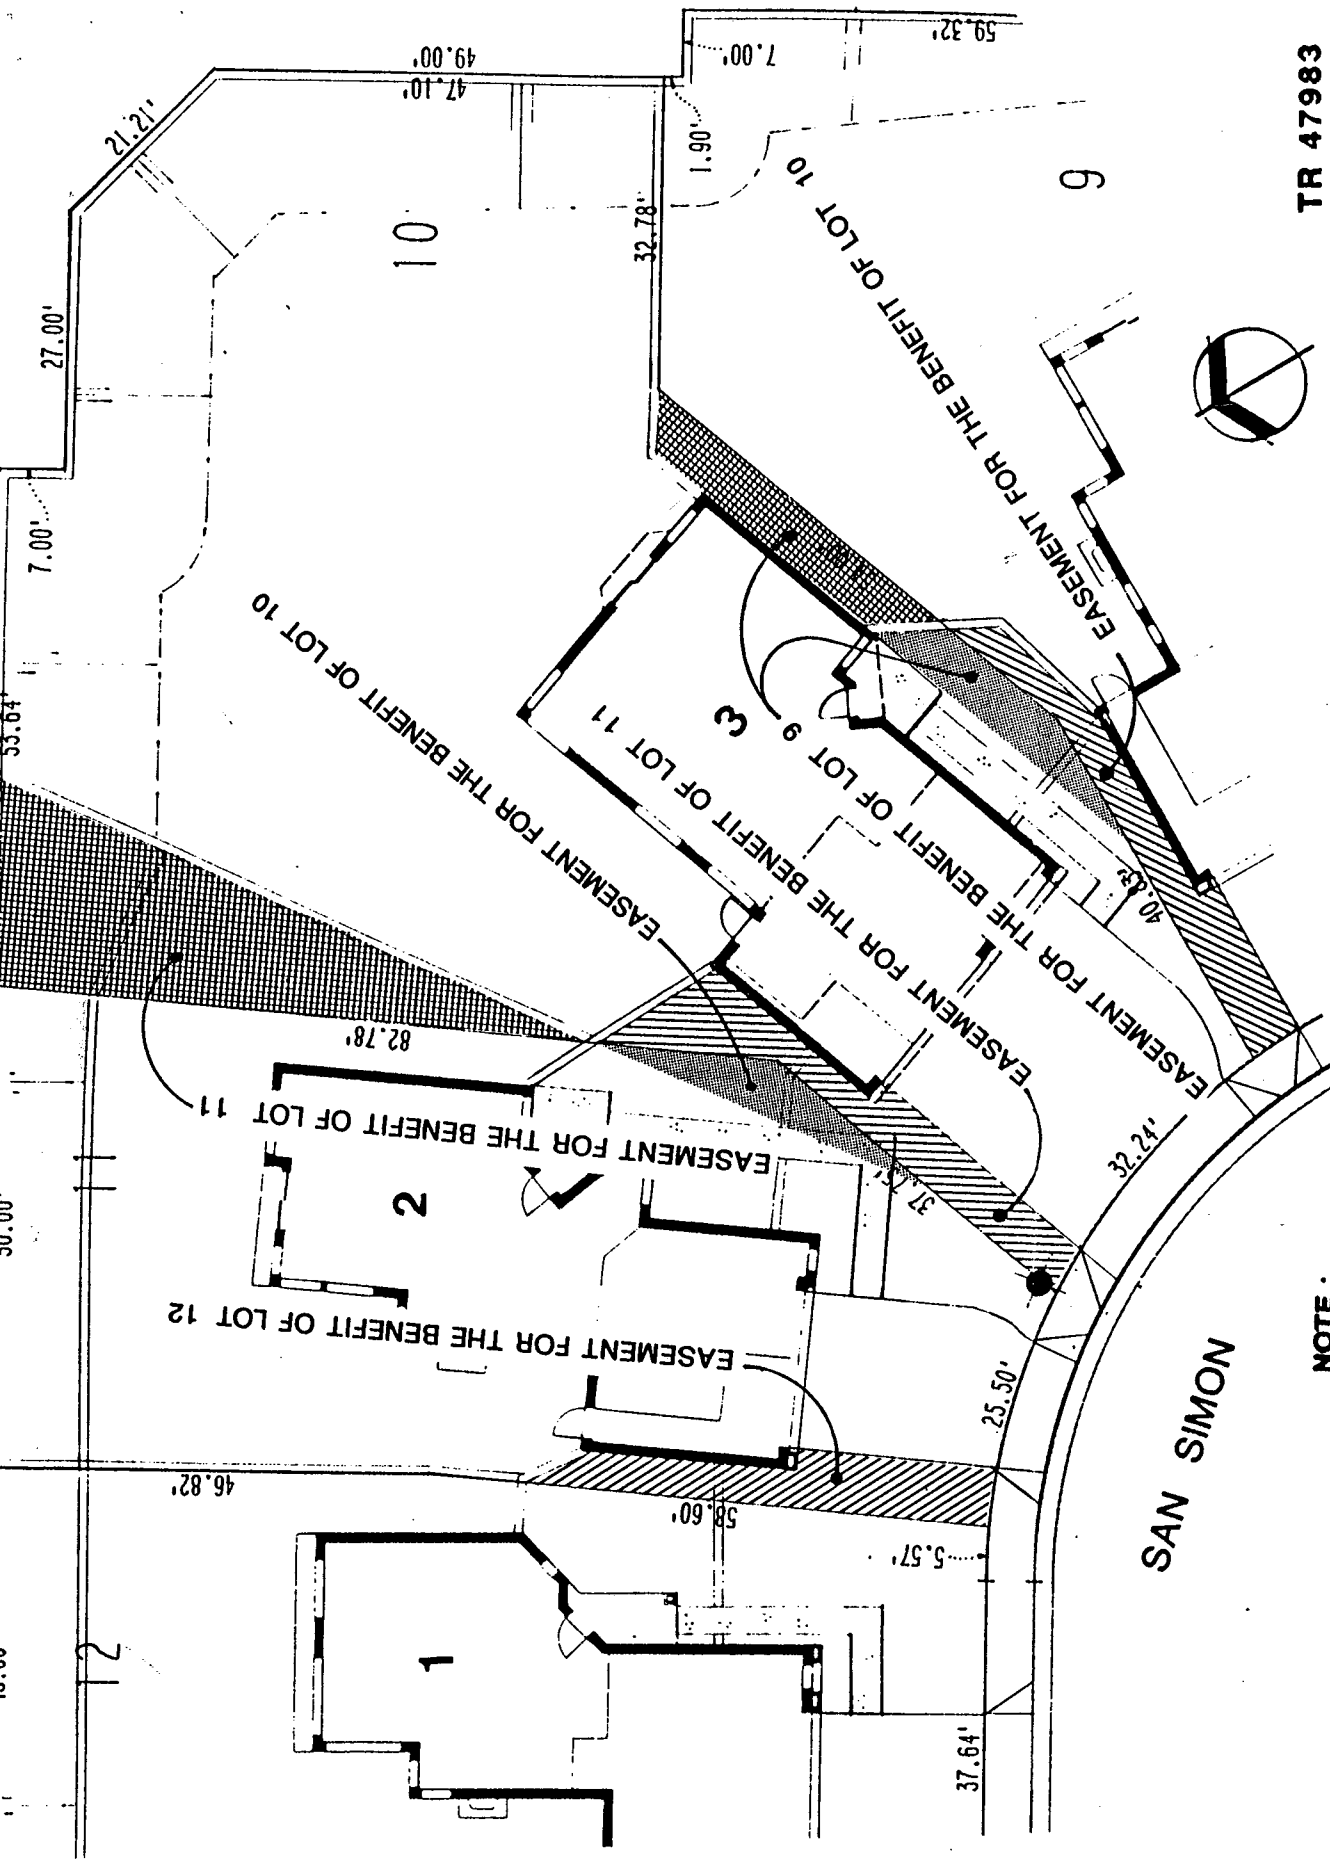 59.32'
7.00'
49.00'
47.10'
21.21'
1.90'
TR 47983
27.00'
10
32.78'
9
7.00'
EASEMENT FOR THE BENEFIT OF LOT 10
EASEMENT FOR THE BENEFIT OF LOT 10
3
EASEMENT FOR THE BENEFIT OF LOT 11
EASEMENT FOR THE BENEFIT OF LOT 9
40.83'
82.78'
EASEMENT FOR THE BENEFIT OF LOT 11
2
32.24'
EASEMENT FOR THE BENEFIT OF LOT 12
25.50'
NOTE:
SAN SIMON
46.82'
58.60'
5.57'
1
2
37.64'